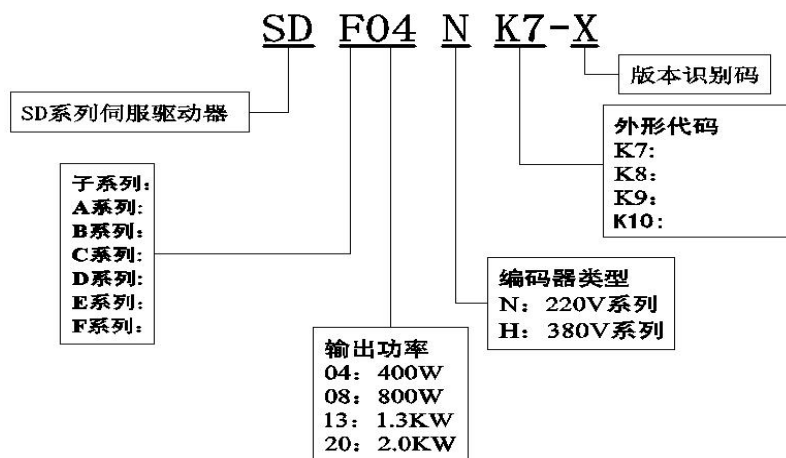 SD F04 N K7-X
版本识别码
SD系列伺服驱动器
外形代码
K7:
K8:
K9:
K10:
子系列:
A系列:
B系列:
C系列:
D系列:
E系列:
F系列:
编码器类型
N: 220V系列
H: 380V系列
输出功率
04: 400W
08: 800W
13: 1.3KW
20: 2.0KW